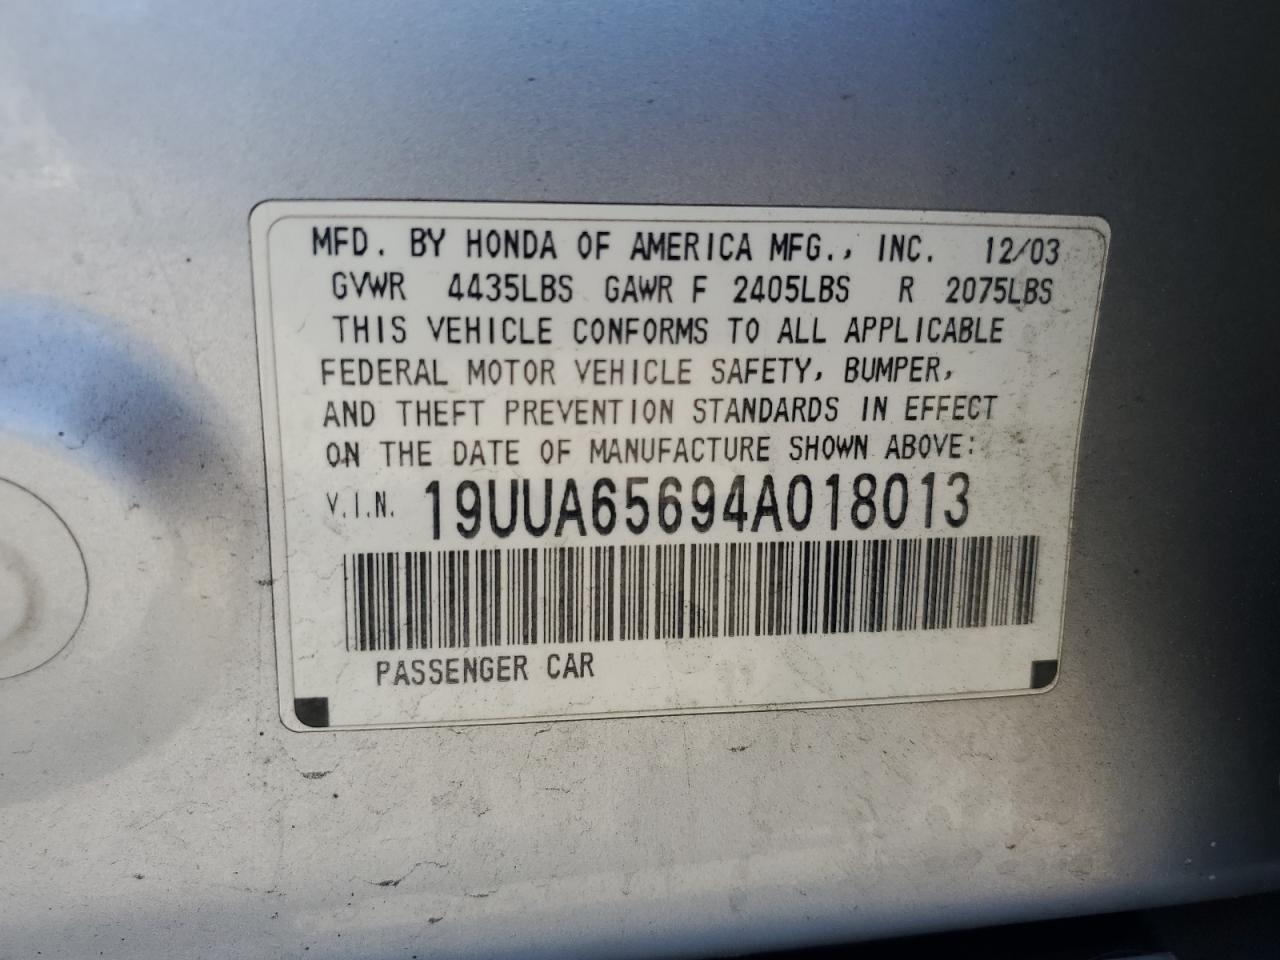 MFD. BY HONDA OF AMERICA MFG., INC. 12/03
GVWR 4435LBS GAWR F 2405LBS R 2075LBS
THIS VEHICLE CONFORMS TO ALL APPLICABLE
FEDERAL MOTOR VEHICLE SAFETY, BUMPER,
AND THEFT PREVENTION STANDARDS IN EFFECT
ON THE DATE OF MANUFACTURE SHOWN ABOVE:
V.I.N. 19UUA65694A018013
PASSENGER CAR